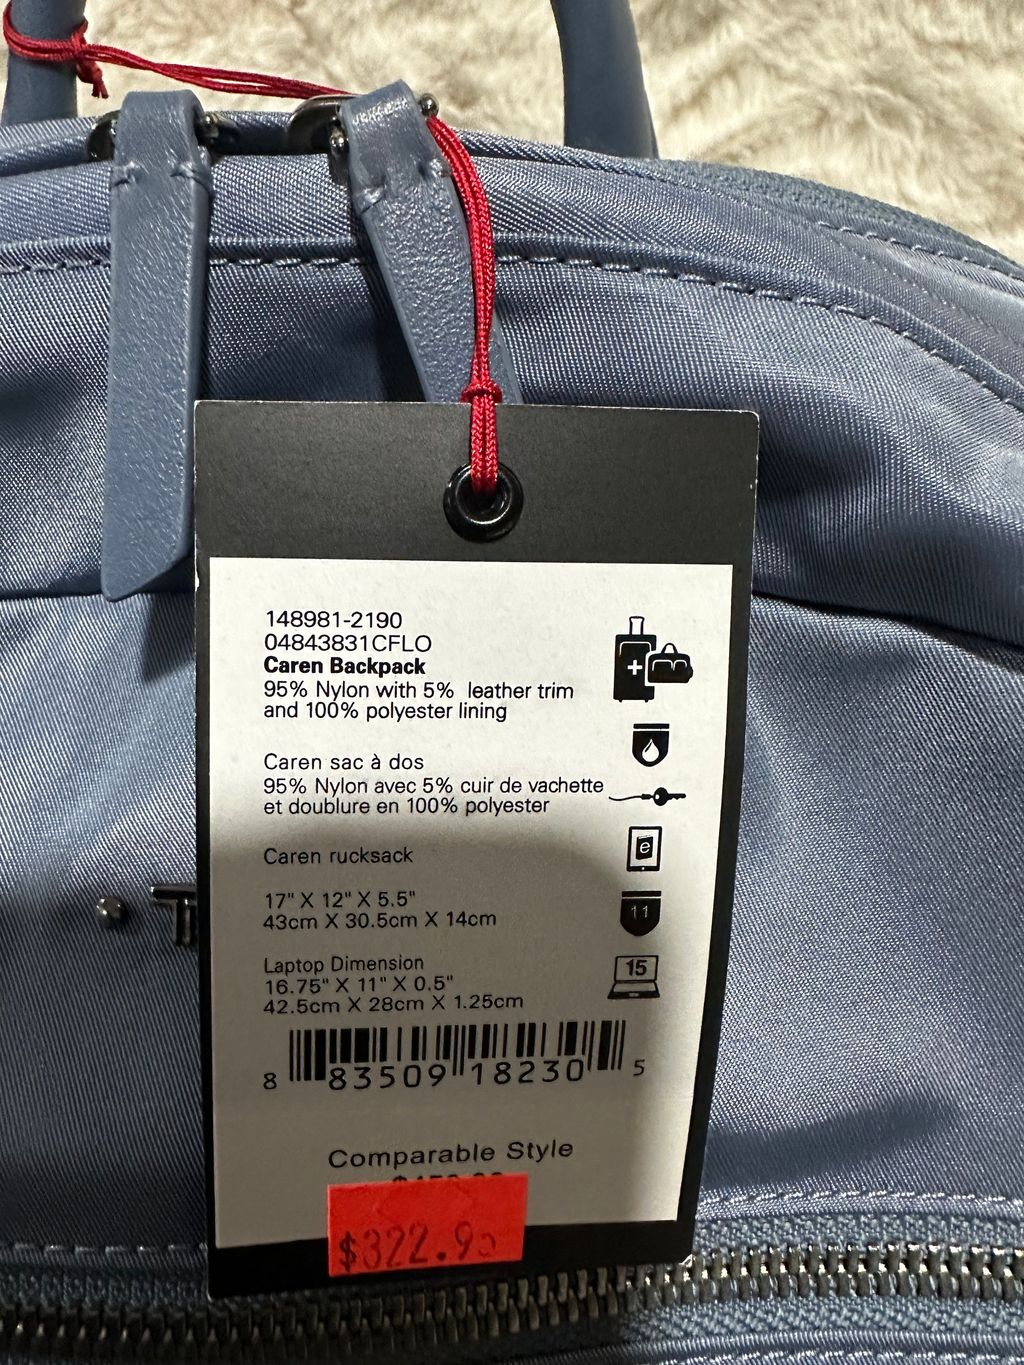 148981-2190
04843831CFLO
Caren Backpack
95% Nylon with 5% leather trim
and 100% polyester lining
Caren sac à dos
95% Nylon avec 5% cuir de vachette
et doublure en 100% polyester
e
Caren rucksack
17" X 12" X 5.5"
43cm X 30.5cm X 14cm
11
Laptop Dimension
16.75" X 11" X 0.5"
42.5cm X 28cm X 1.25cm
15
8 83509 18230 5
Comparable Style